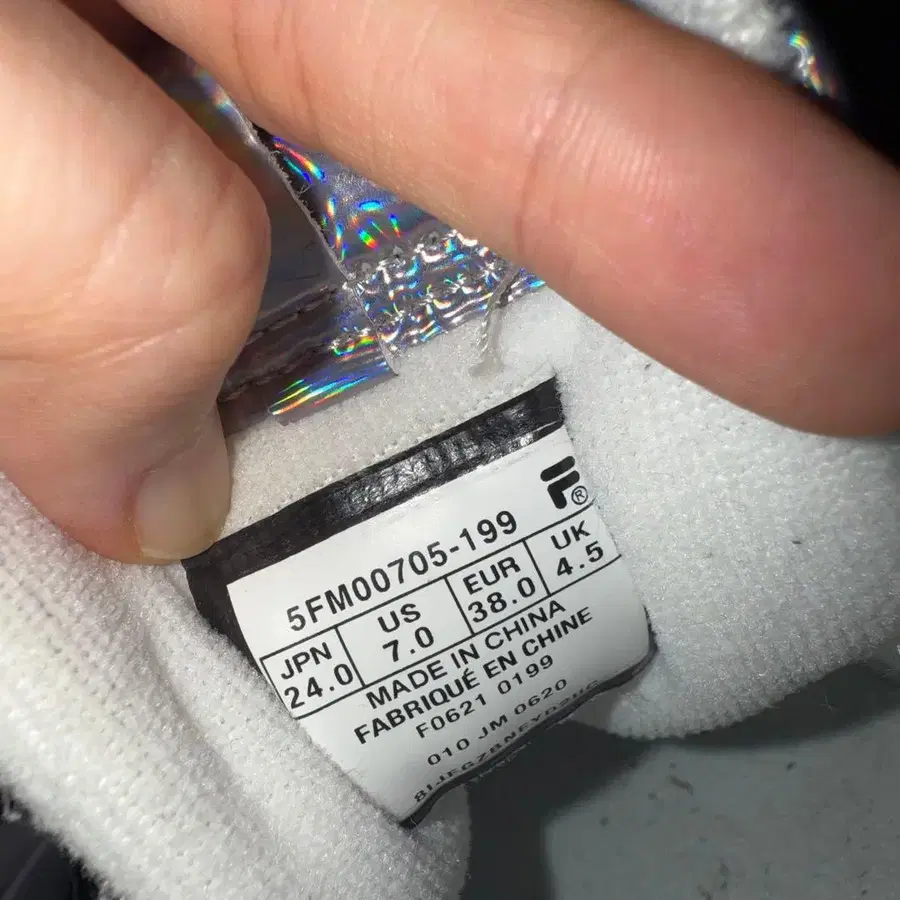 F®
5FM00705-199
JPN US EUR UK
24.0 7.0 38.0 4.5
MADE IN CHINA
FABRIQUÉ EN CHINE
F0621 0199
010 JM 0620